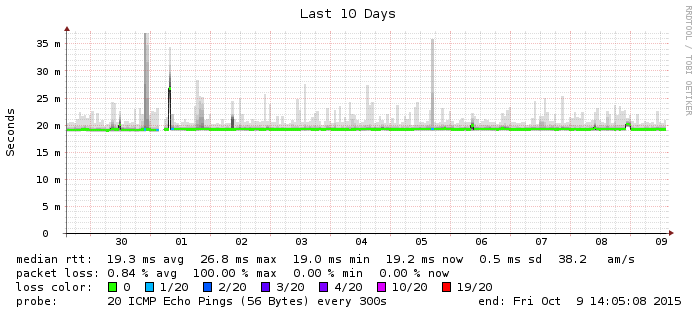 Last 10 Days
RRDTOOL / TOBI OETIKER
Seconds
35 m
30 m
25 m
20 m
15 m
10 m
5 m
0
30 01 02 03 04 05 06 07 08 09
median rtt: 19.3 ms avg 26.8 ms max 19.0 ms min 19.2 ms now 0.5 ms sd 38.2 am/s
packet loss: 0.84 % avg 100.00 % max 0.00 % min 0.00 % now
loss color: 0 1/20 2/20 3/20 4/20 10/20 19/20
probe: 20 ICMP Echo Pings (56 Bytes) every 300s end: Fri Oct 9 14:05:08 2015